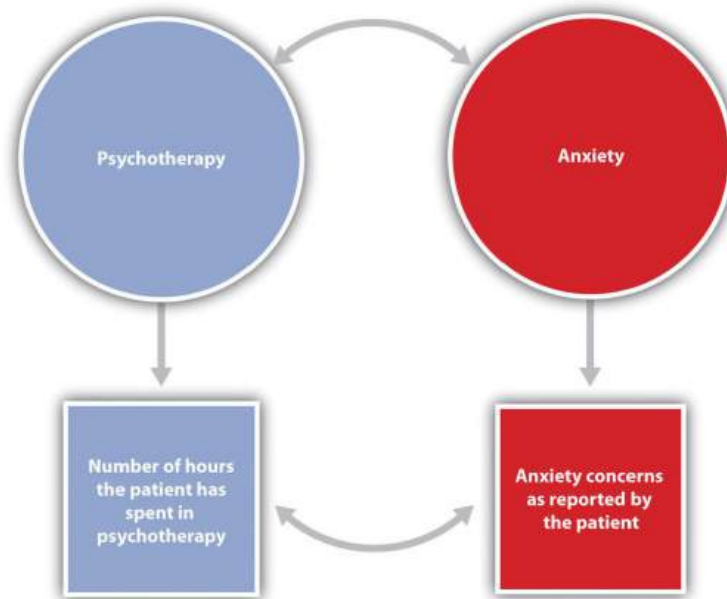 Psychotherapy
Anxiety
Number of hours
the patient has
spent in
psychotherapy
Anxiety concerns
as reported by
the patient